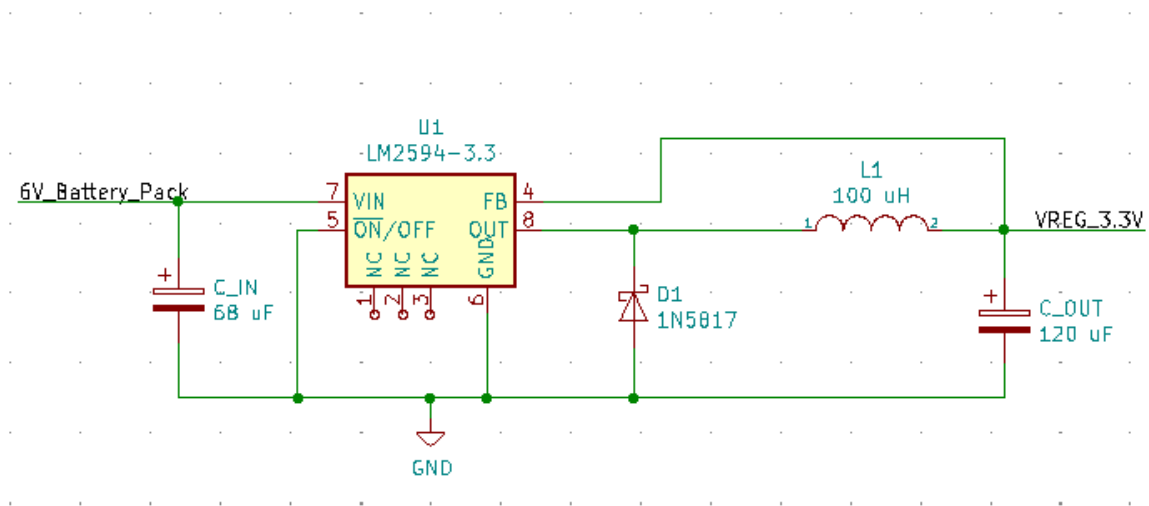 U1
LM2594-3.3
6V_Battery_Pack
7
VIN
FB
4
5
ON/OFF
OUT
8
NC
NC
NC
GND
1
2
3
6
L1
100 uH
1
2
VREG_3.3V
+
C_IN
68 uF
D1
1N5817
+
C_OUT
120 uF
GND